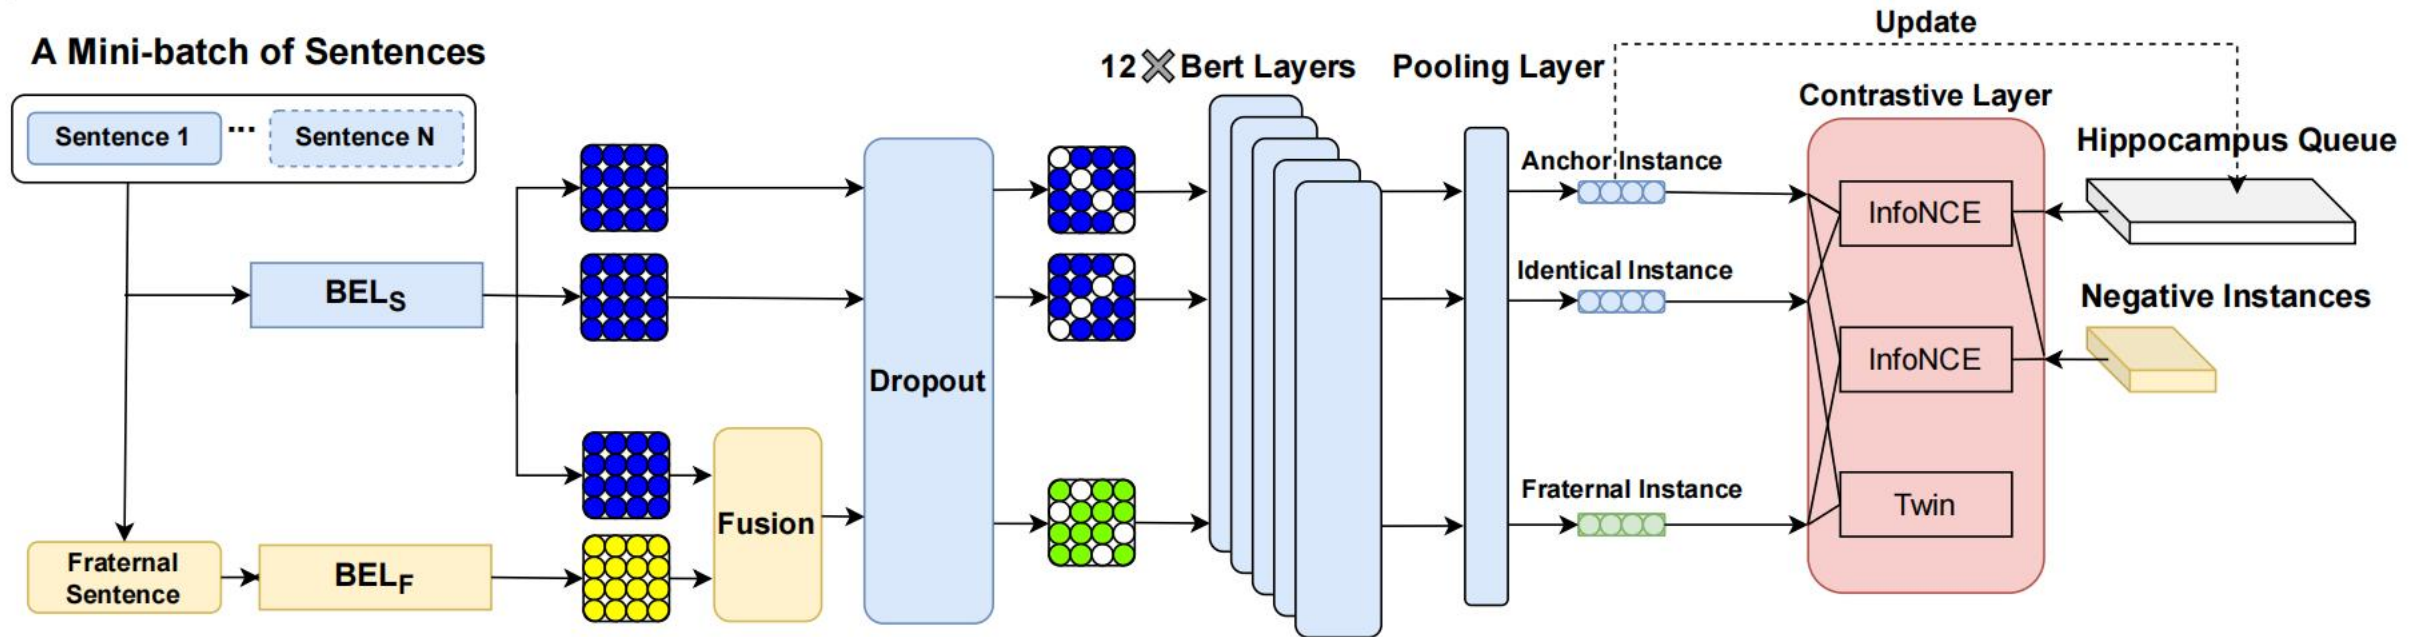 Update
A Mini-batch of Sentences
12 Bert Layers
Pooling Layer
Contrastive Layer
Sentence 1
...
Sentence N
Hippocampus Queue
Anchor Instance
InfoNCE
Identical Instance
BELS
Negative Instances
InfoNCE
Dropout
Fraternal Instance
Twin
Fusion
Fraternal
Sentence
BELF